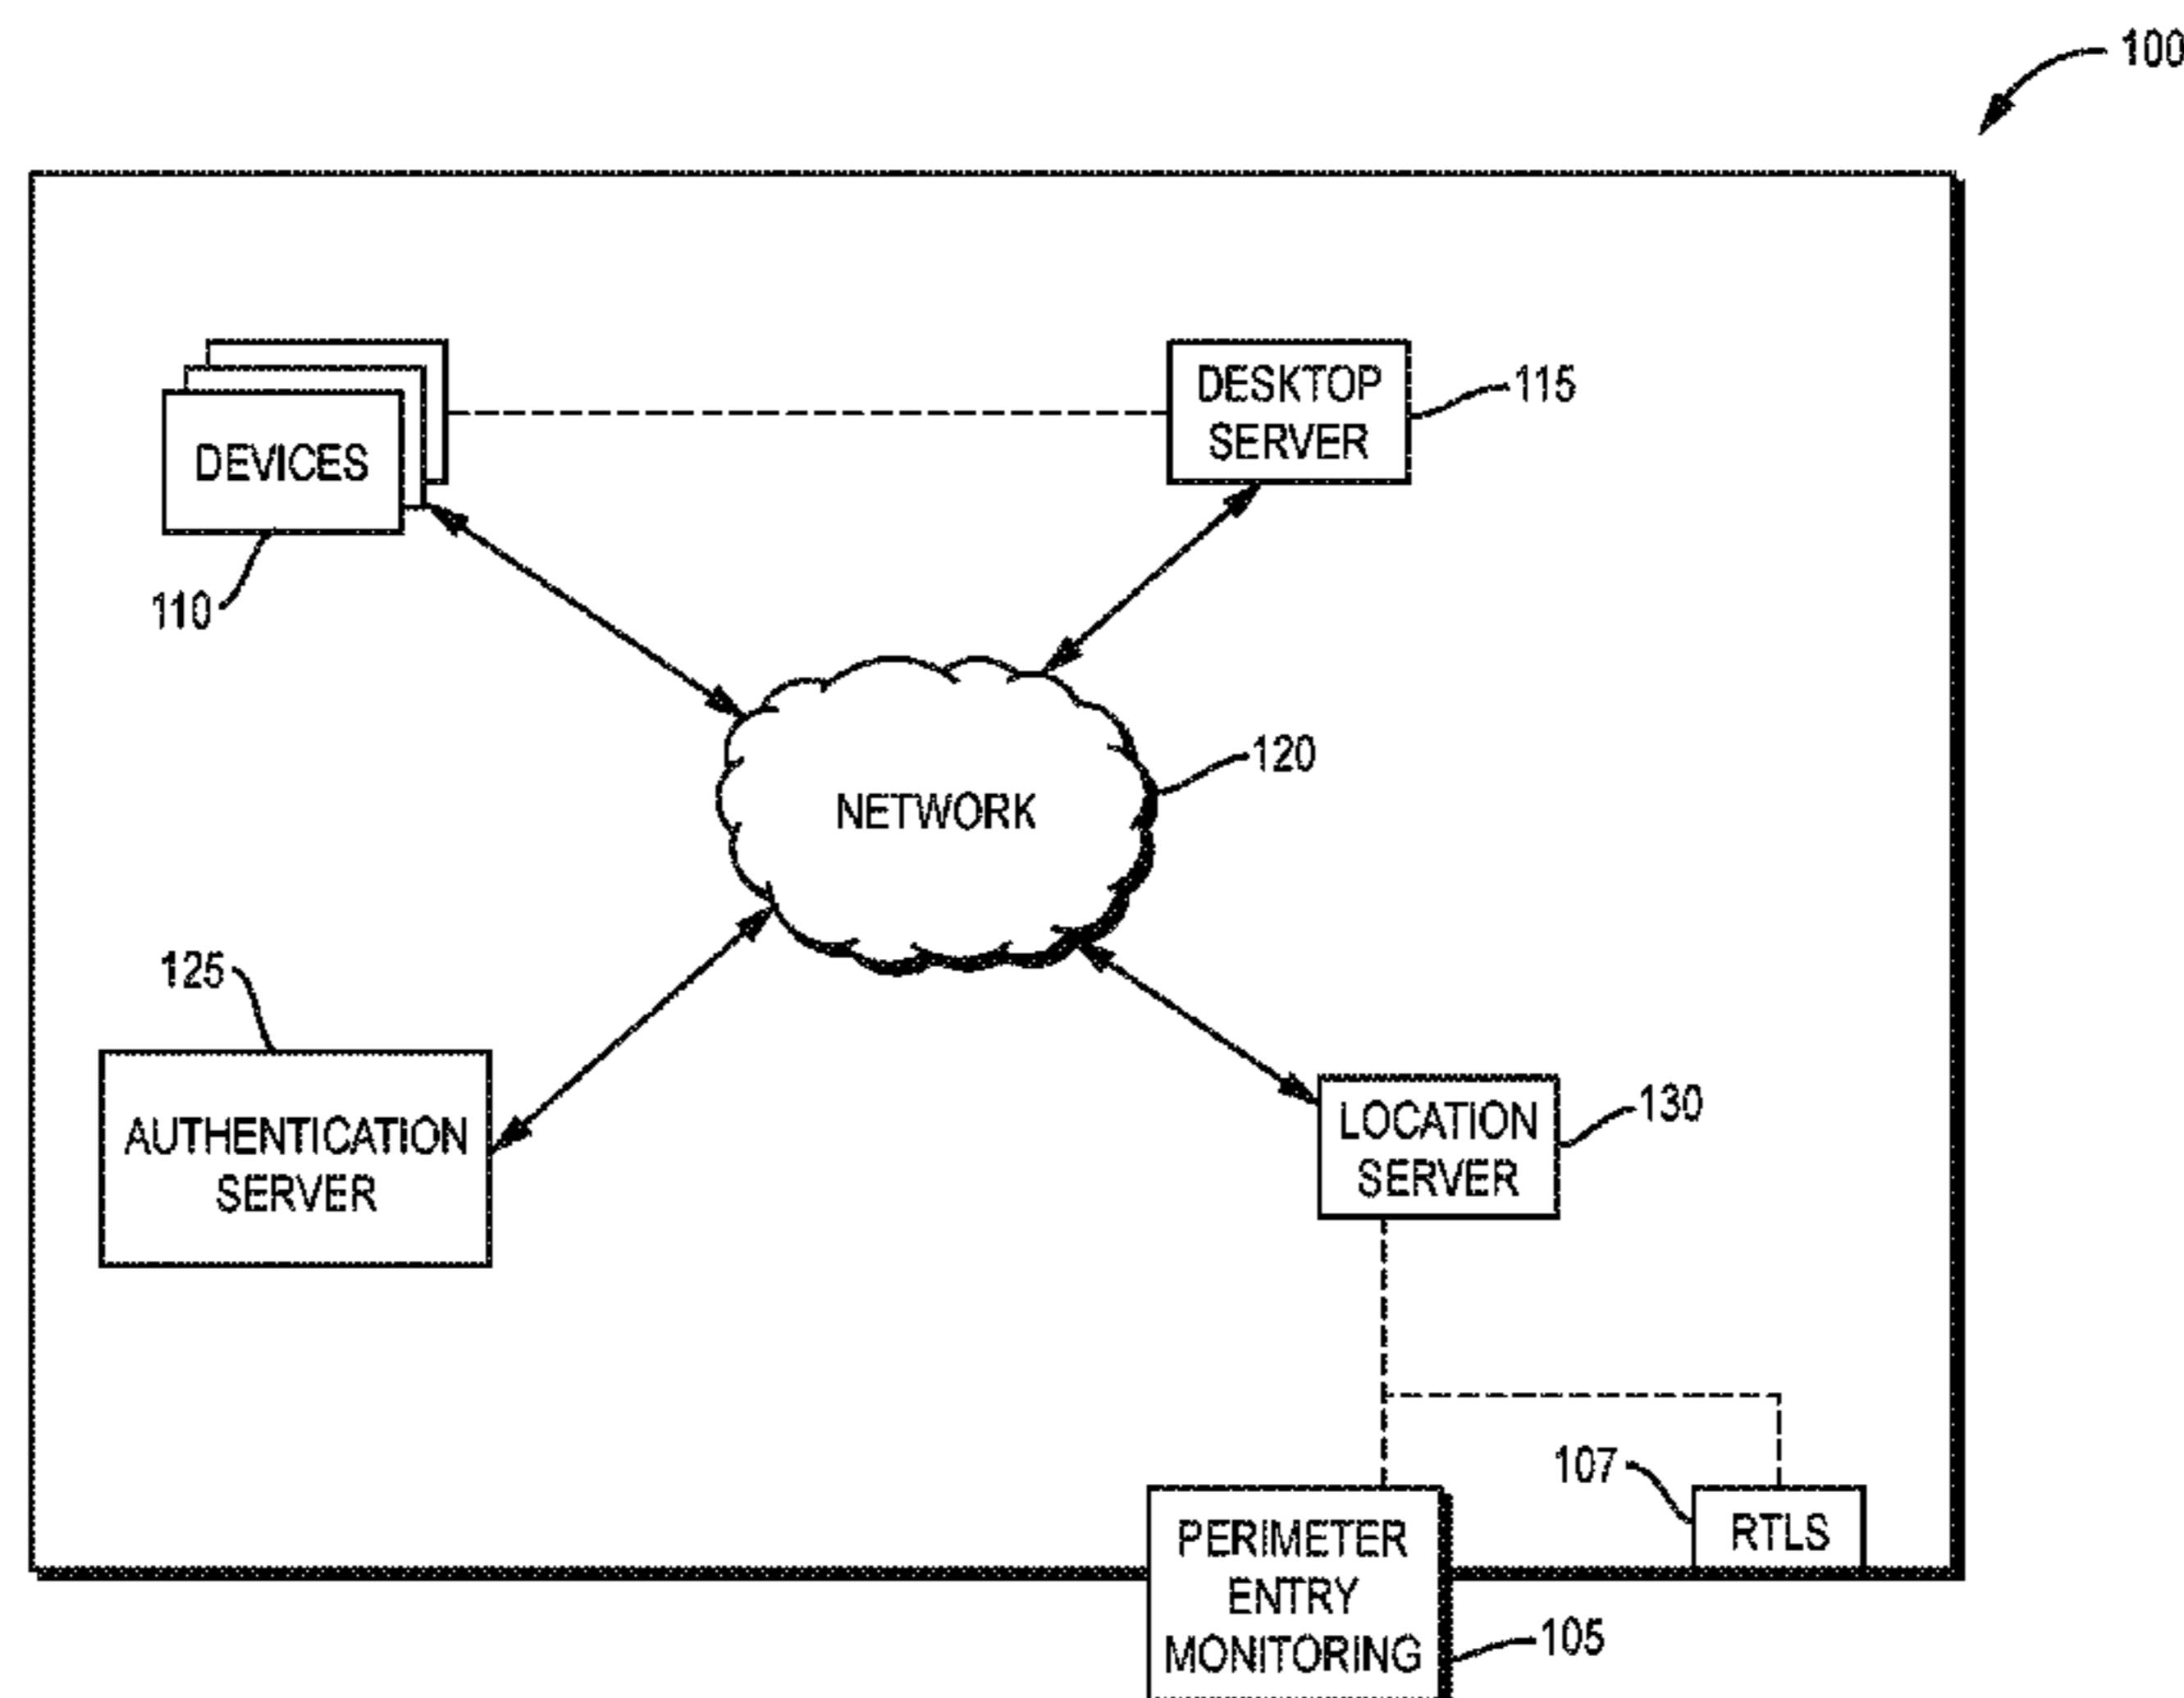 100
DESKTOP
SERVER
115
DEVICES
110
120
NETWORK
125
AUTHENTICATION
SERVER
LOCATION
SERVER
130
107
RTLS
PERIMETER
ENTRY
MONITORING
105